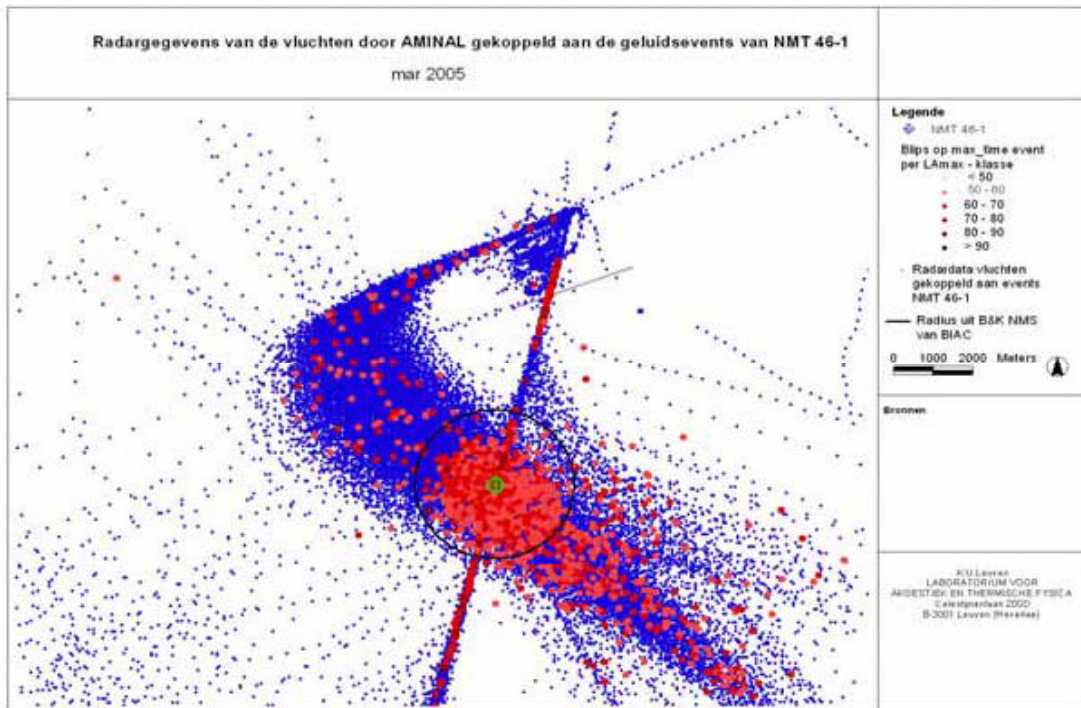 Radargegevens van de vluchten door AMINAL gekoppeld aan de geluidsevents van NMT 46-1
mar 2005
Legende
NMT 46-1
Blips op max_time event
per LAmax - klasse
< 50
50 - 60
60 - 70
70 - 80
80 - 90
> 90
Radardata vluchten
gekoppeld aan events
NMT 46-1
Radius uit B&K NMS
van BIAC
0 1000 2000 Meters
Bronnen
K.U.Leuven
LABORATORIUM VOOR
AKOESTIEK EN THERMISCHE FYSICA
Celestijnenlaan 200D
B-3001 Leuven (Heverlee)